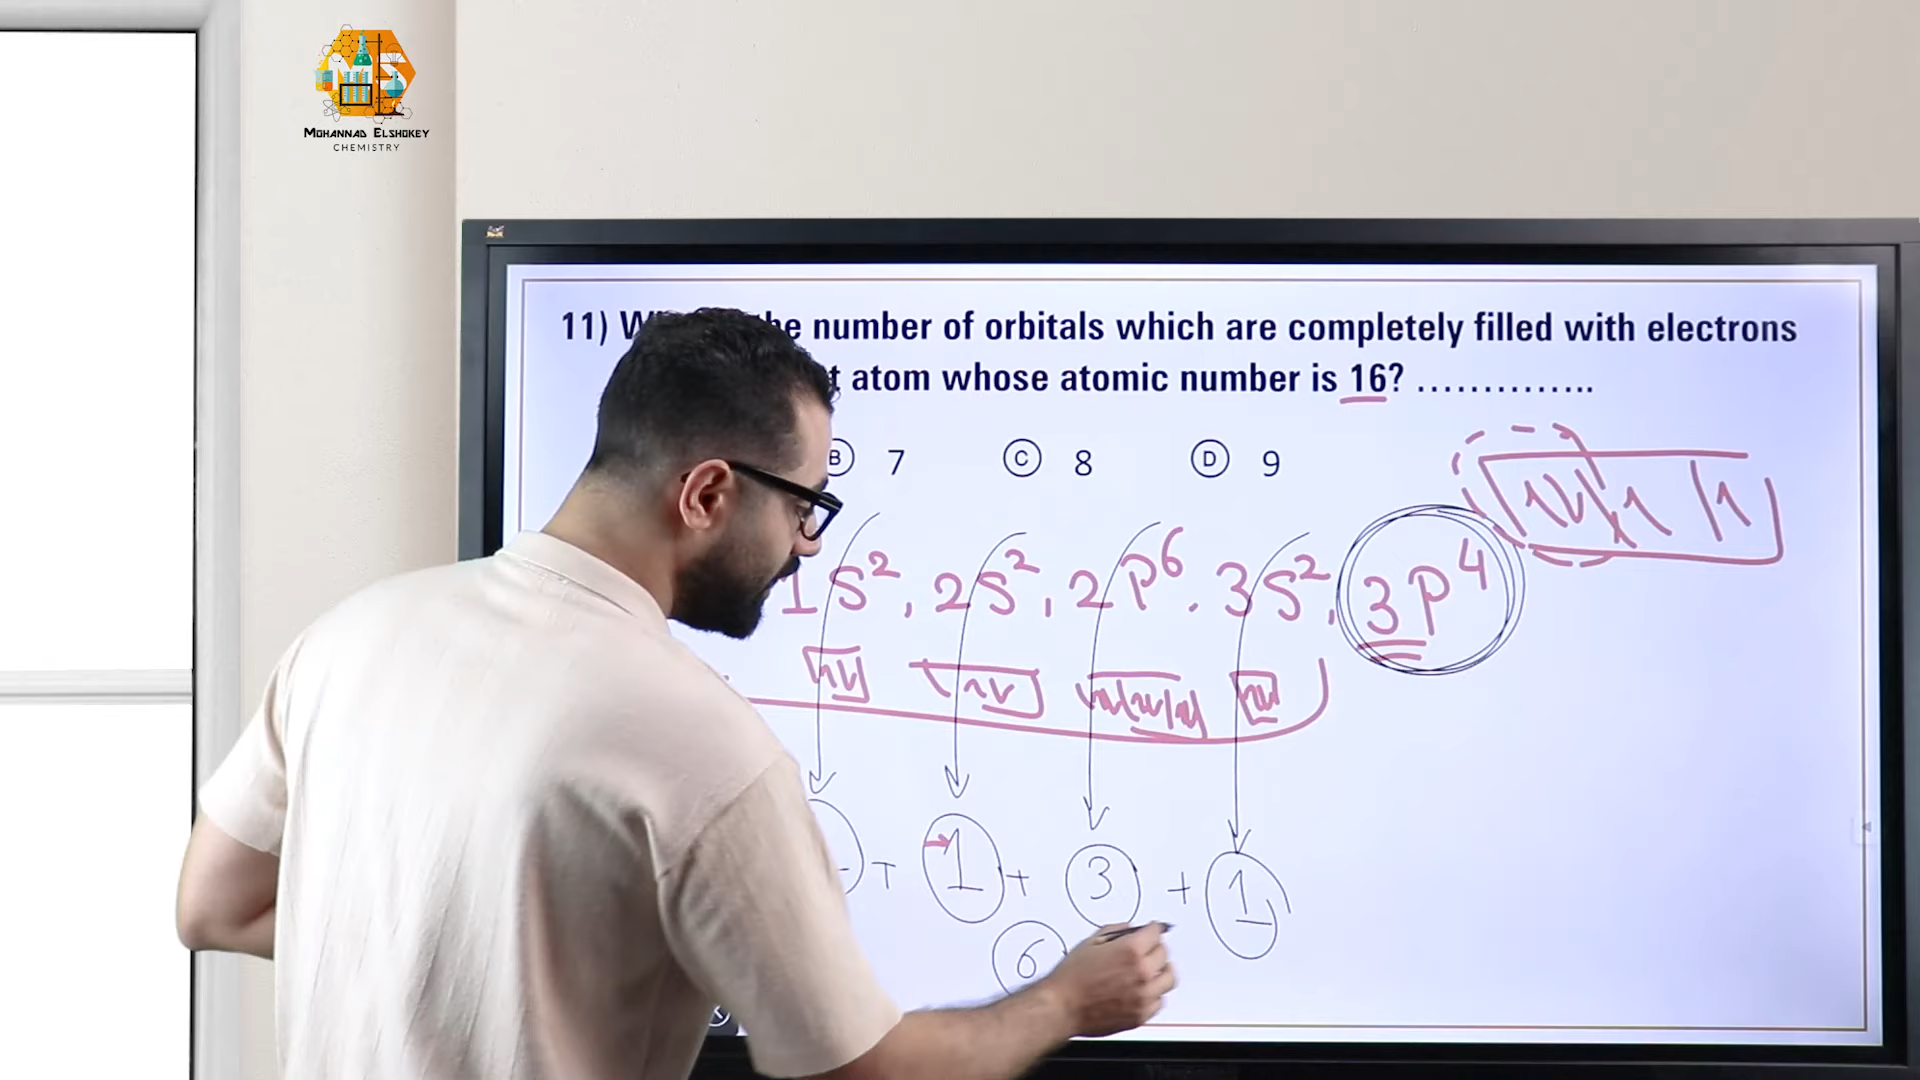 MOHANNAD ELSHOKEY
CHEMISTRY
11) the number of orbitals which are completely filled with electrons
atom whose atomic number is 16? ..............
B 7 C 8 D 9
1s², 2s², 2p⁶. 3s², 3p⁴
+ 1 + 3 + 1
6